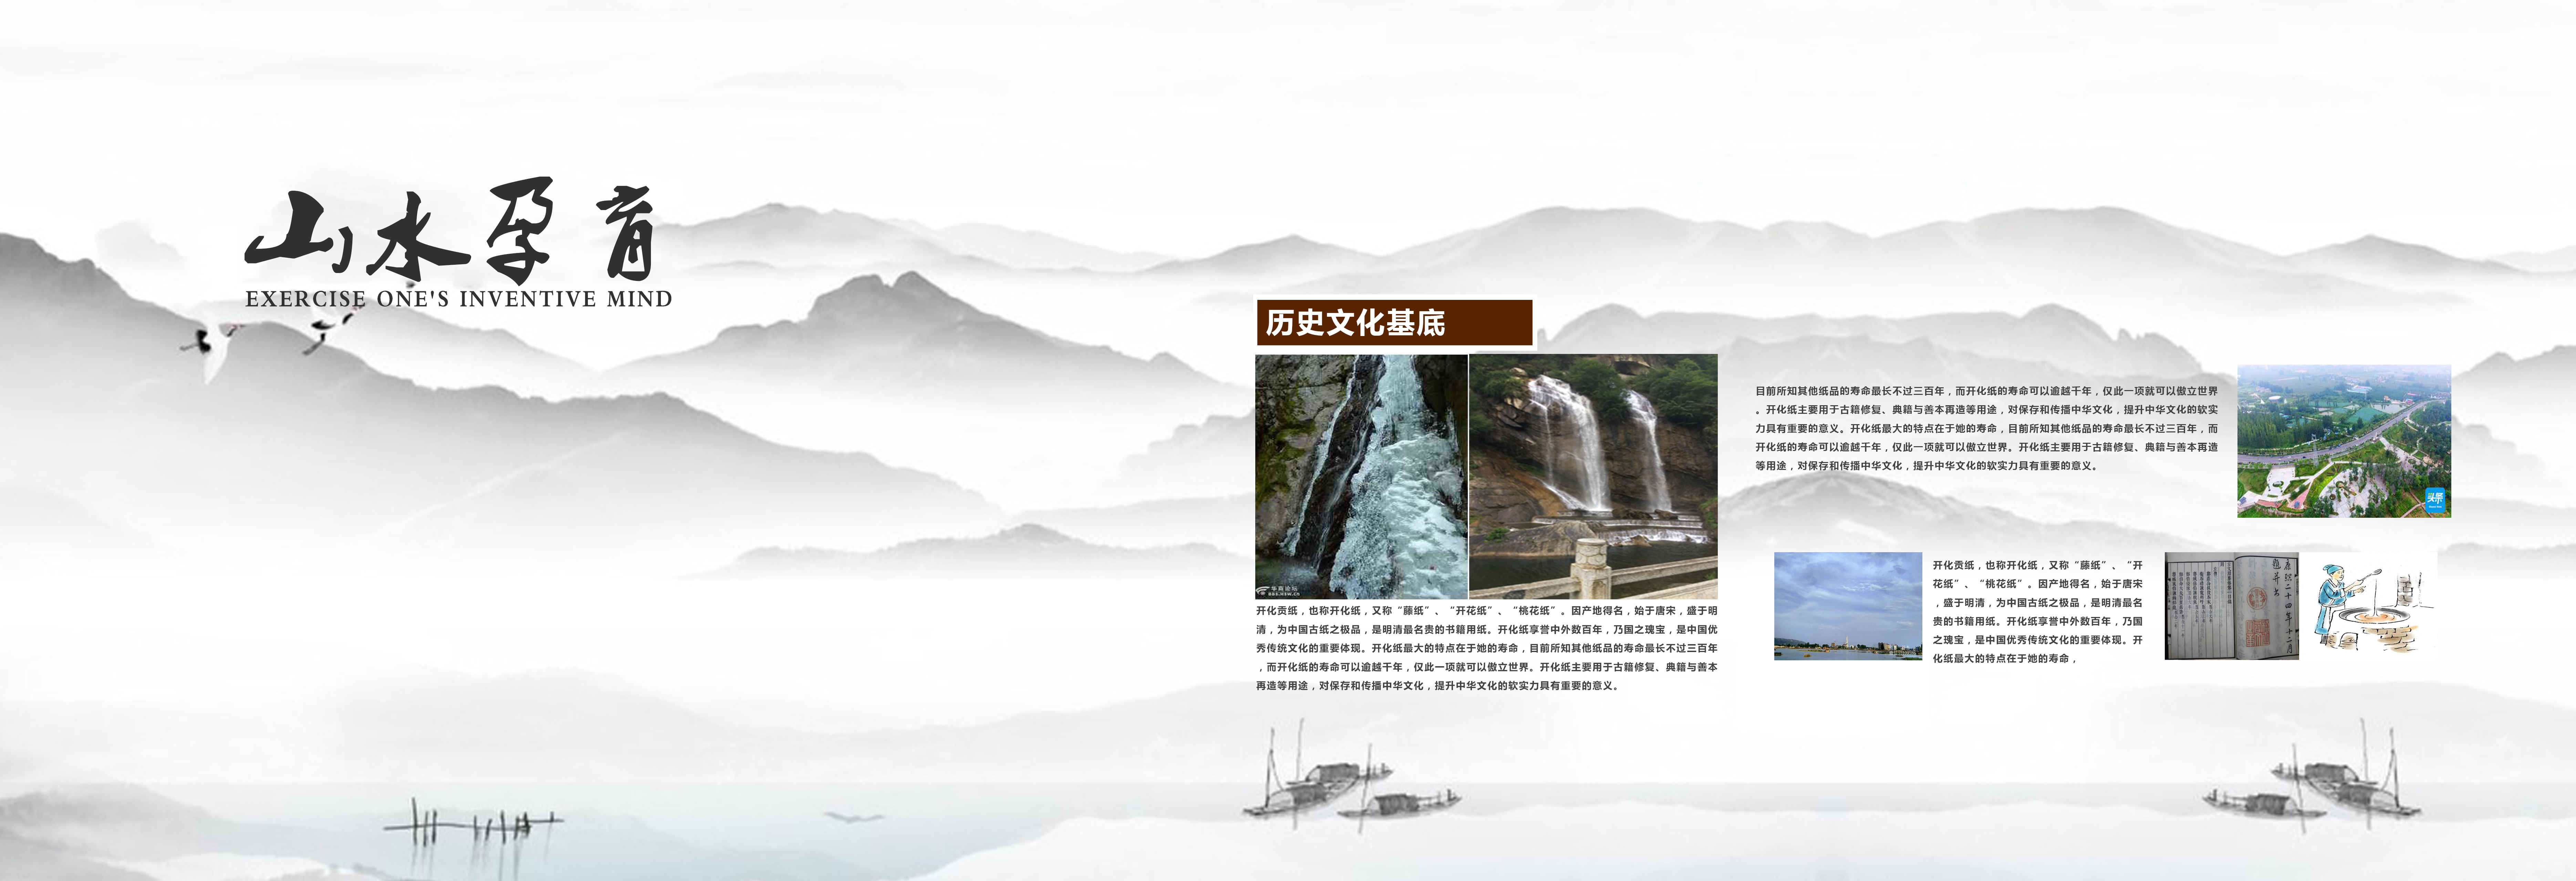 山水孕育
EXERCISE ONE'S INVENTIVE MIND
历史文化基底
开化贡纸，也称开化纸，又称“藤纸”、“开花纸”、“桃花纸”。因产地得名，始于唐宋，盛于明
清，为中国古纸之极品，是明清最名贵的书籍用纸。开化纸享誉中外数百年，乃国之瑰宝，是中国优
秀传统文化的重要体现。开化纸最大的特点在于她的寿命，目前所知其他纸品的寿命最长不过三百年
，而开化纸的寿命可以逾越千年，仅此一项就可以傲立世界。开化纸主要用于古籍修复、典籍与善本
再造等用途，对保存和传播中华文化，提升中华文化的软实力具有重要的意义。
目前所知其他纸品的寿命最长不过三百年，而开化纸的寿命可以逾越千年，仅此一项就可以傲立世界
。开化纸主要用于古籍修复、典籍与善本再造等用途，对保存和传播中华文化，提升中华文化的软实
力具有重要的意义。开化纸最大的特点在于她的寿命，目前所知其他纸品的寿命最长不过三百年，而
开化纸的寿命可以逾越千年，仅此一项就可以傲立世界。开化纸主要用于古籍修复、典籍与善本再造
等用途，对保存和传播中华文化，提升中华文化的软实力具有重要的意义。
头条
开化贡纸，也称开化纸，又称“藤纸”、“开
花纸”、“桃花纸”。因产地得名，始于唐宋
，盛于明清，为中国古纸之极品，是明清最名
贵的书籍用纸。开化纸享誉中外数百年，乃国
之瑰宝，是中国优秀传统文化的重要体现。开
化纸最大的特点在于她的寿命，
康熙二十四年十二月